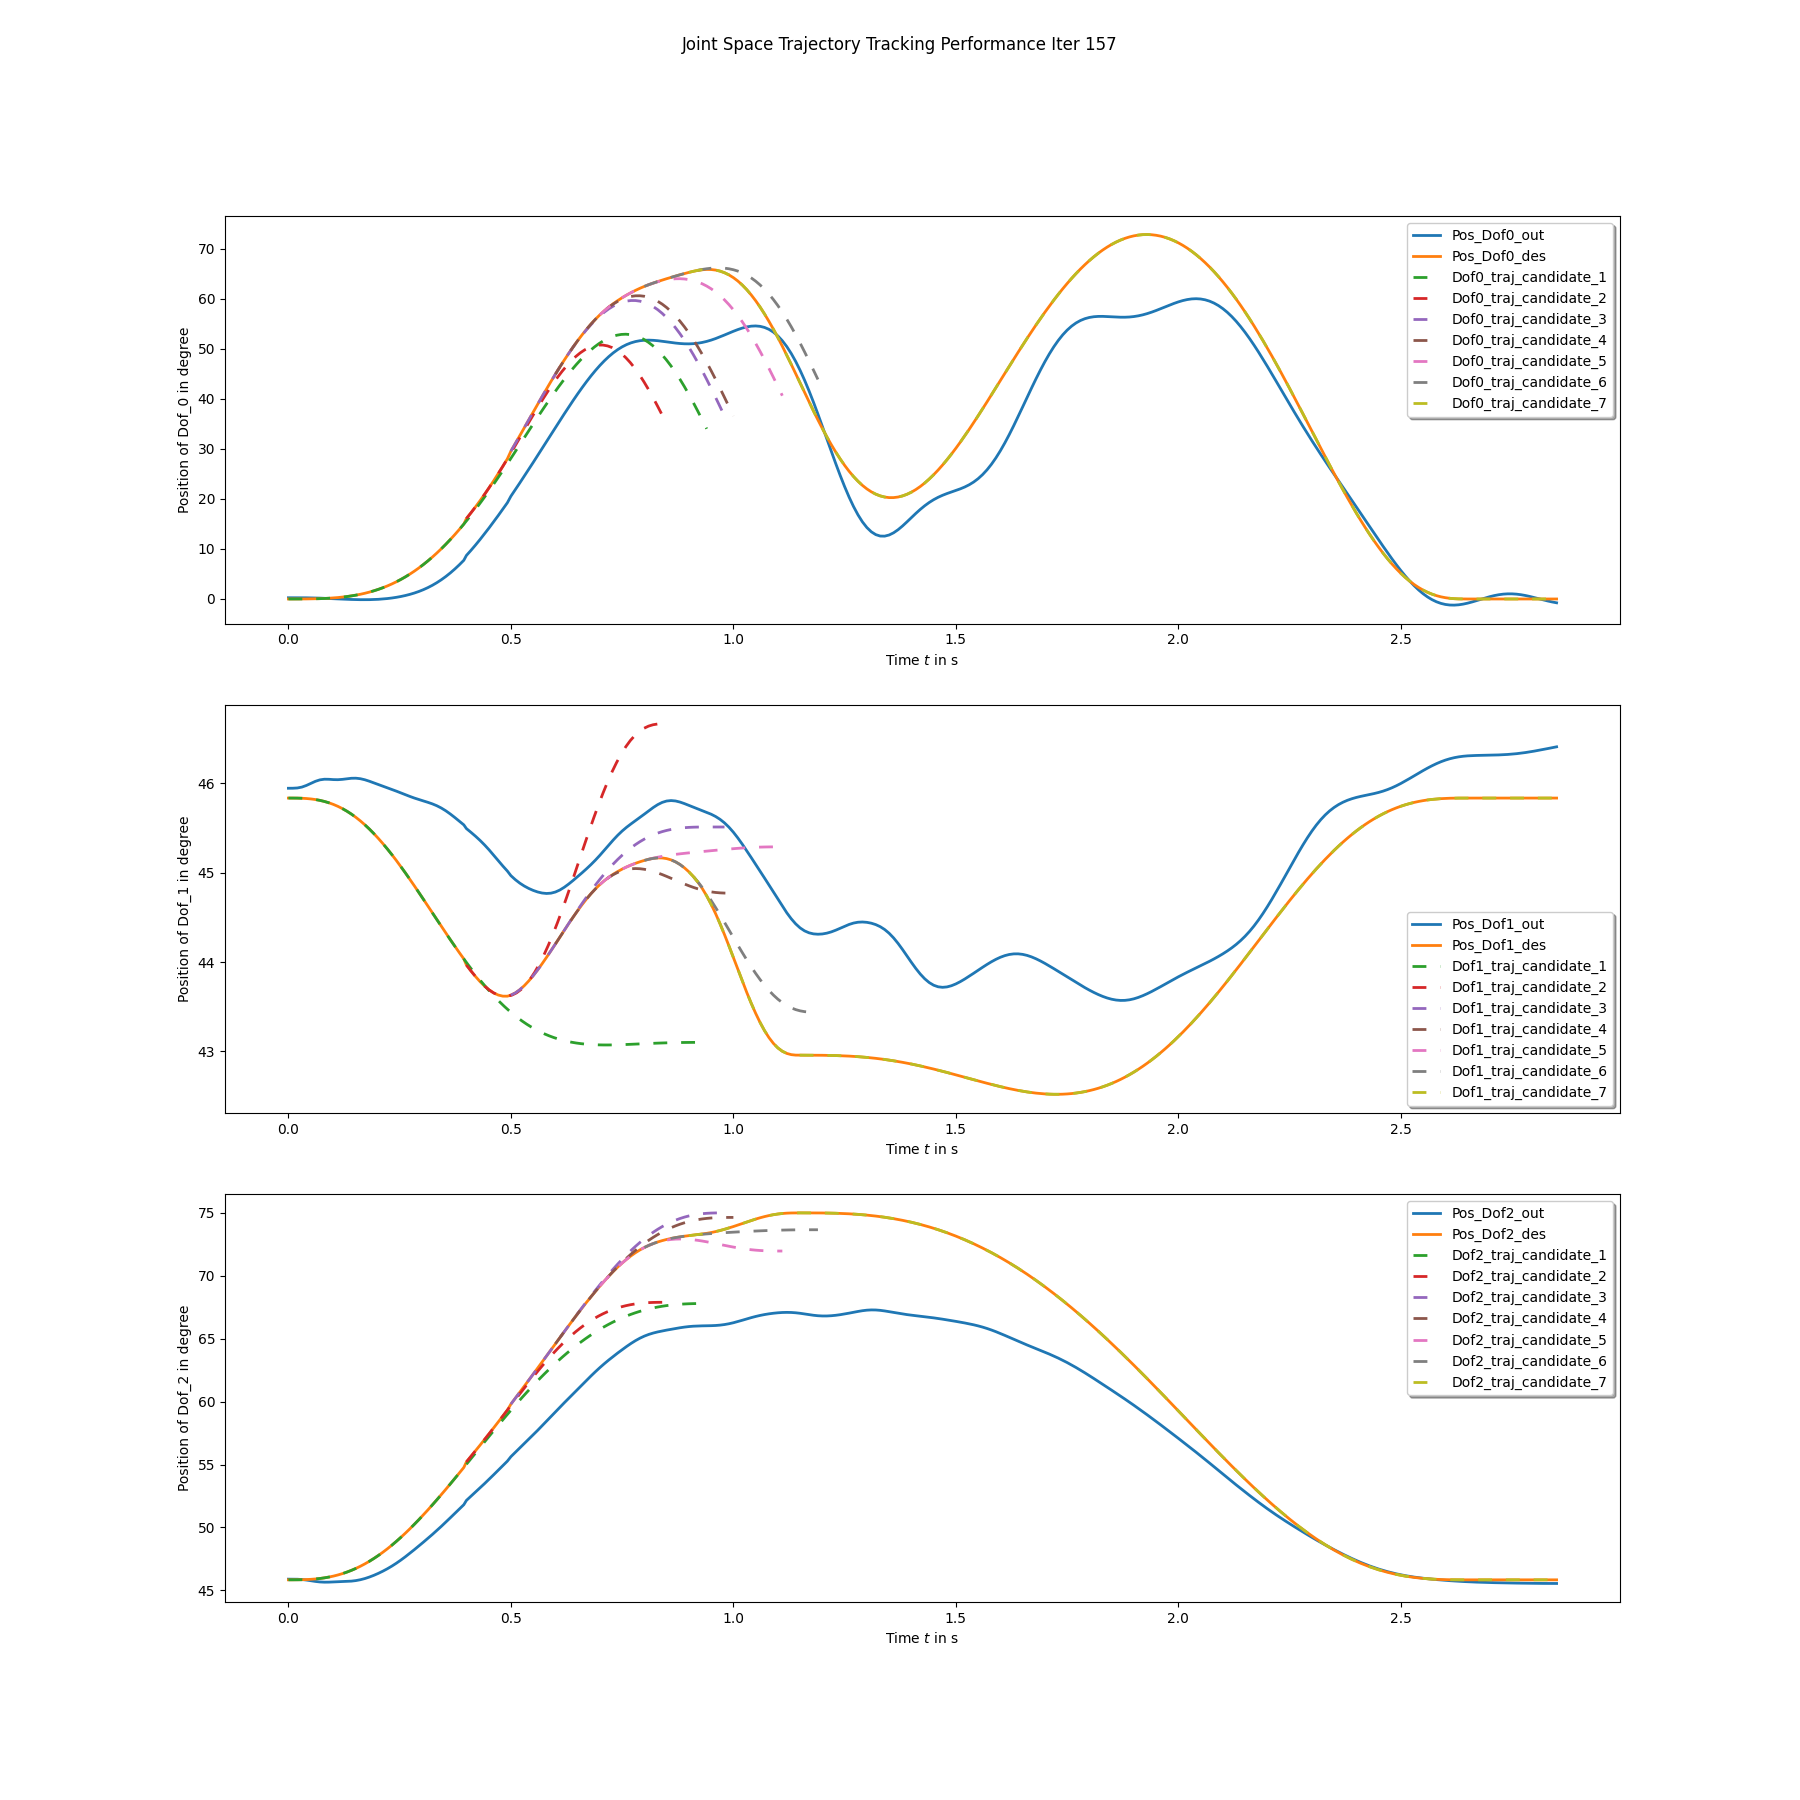 Joint Space Trajectory Tracking Performance Iter 157
Position of Dof_0 in degree
70
60
50
40
30
20
10
0
0.0 0.5 1.0 1.5 2.0 2.5
Time t in s
Pos_Dof0_out
Pos_Dof0_des
Dof0_traj_candidate_1
Dof0_traj_candidate_2
Dof0_traj_candidate_3
Dof0_traj_candidate_4
Dof0_traj_candidate_5
Dof0_traj_candidate_6
Dof0_traj_candidate_7
Position of Dof_1 in degree
46
45
44
43
0.0 0.5 1.0 1.5 2.0 2.5
Time t in s
Pos_Dof1_out
Pos_Dof1_des
Dof1_traj_candidate_1
Dof1_traj_candidate_2
Dof1_traj_candidate_3
Dof1_traj_candidate_4
Dof1_traj_candidate_5
Dof1_traj_candidate_6
Dof1_traj_candidate_7
Position of Dof_2 in degree
75
70
65
60
55
50
45
0.0 0.5 1.0 1.5 2.0 2.5
Time t in s
Pos_Dof2_out
Pos_Dof2_des
Dof2_traj_candidate_1
Dof2_traj_candidate_2
Dof2_traj_candidate_3
Dof2_traj_candidate_4
Dof2_traj_candidate_5
Dof2_traj_candidate_6
Dof2_traj_candidate_7